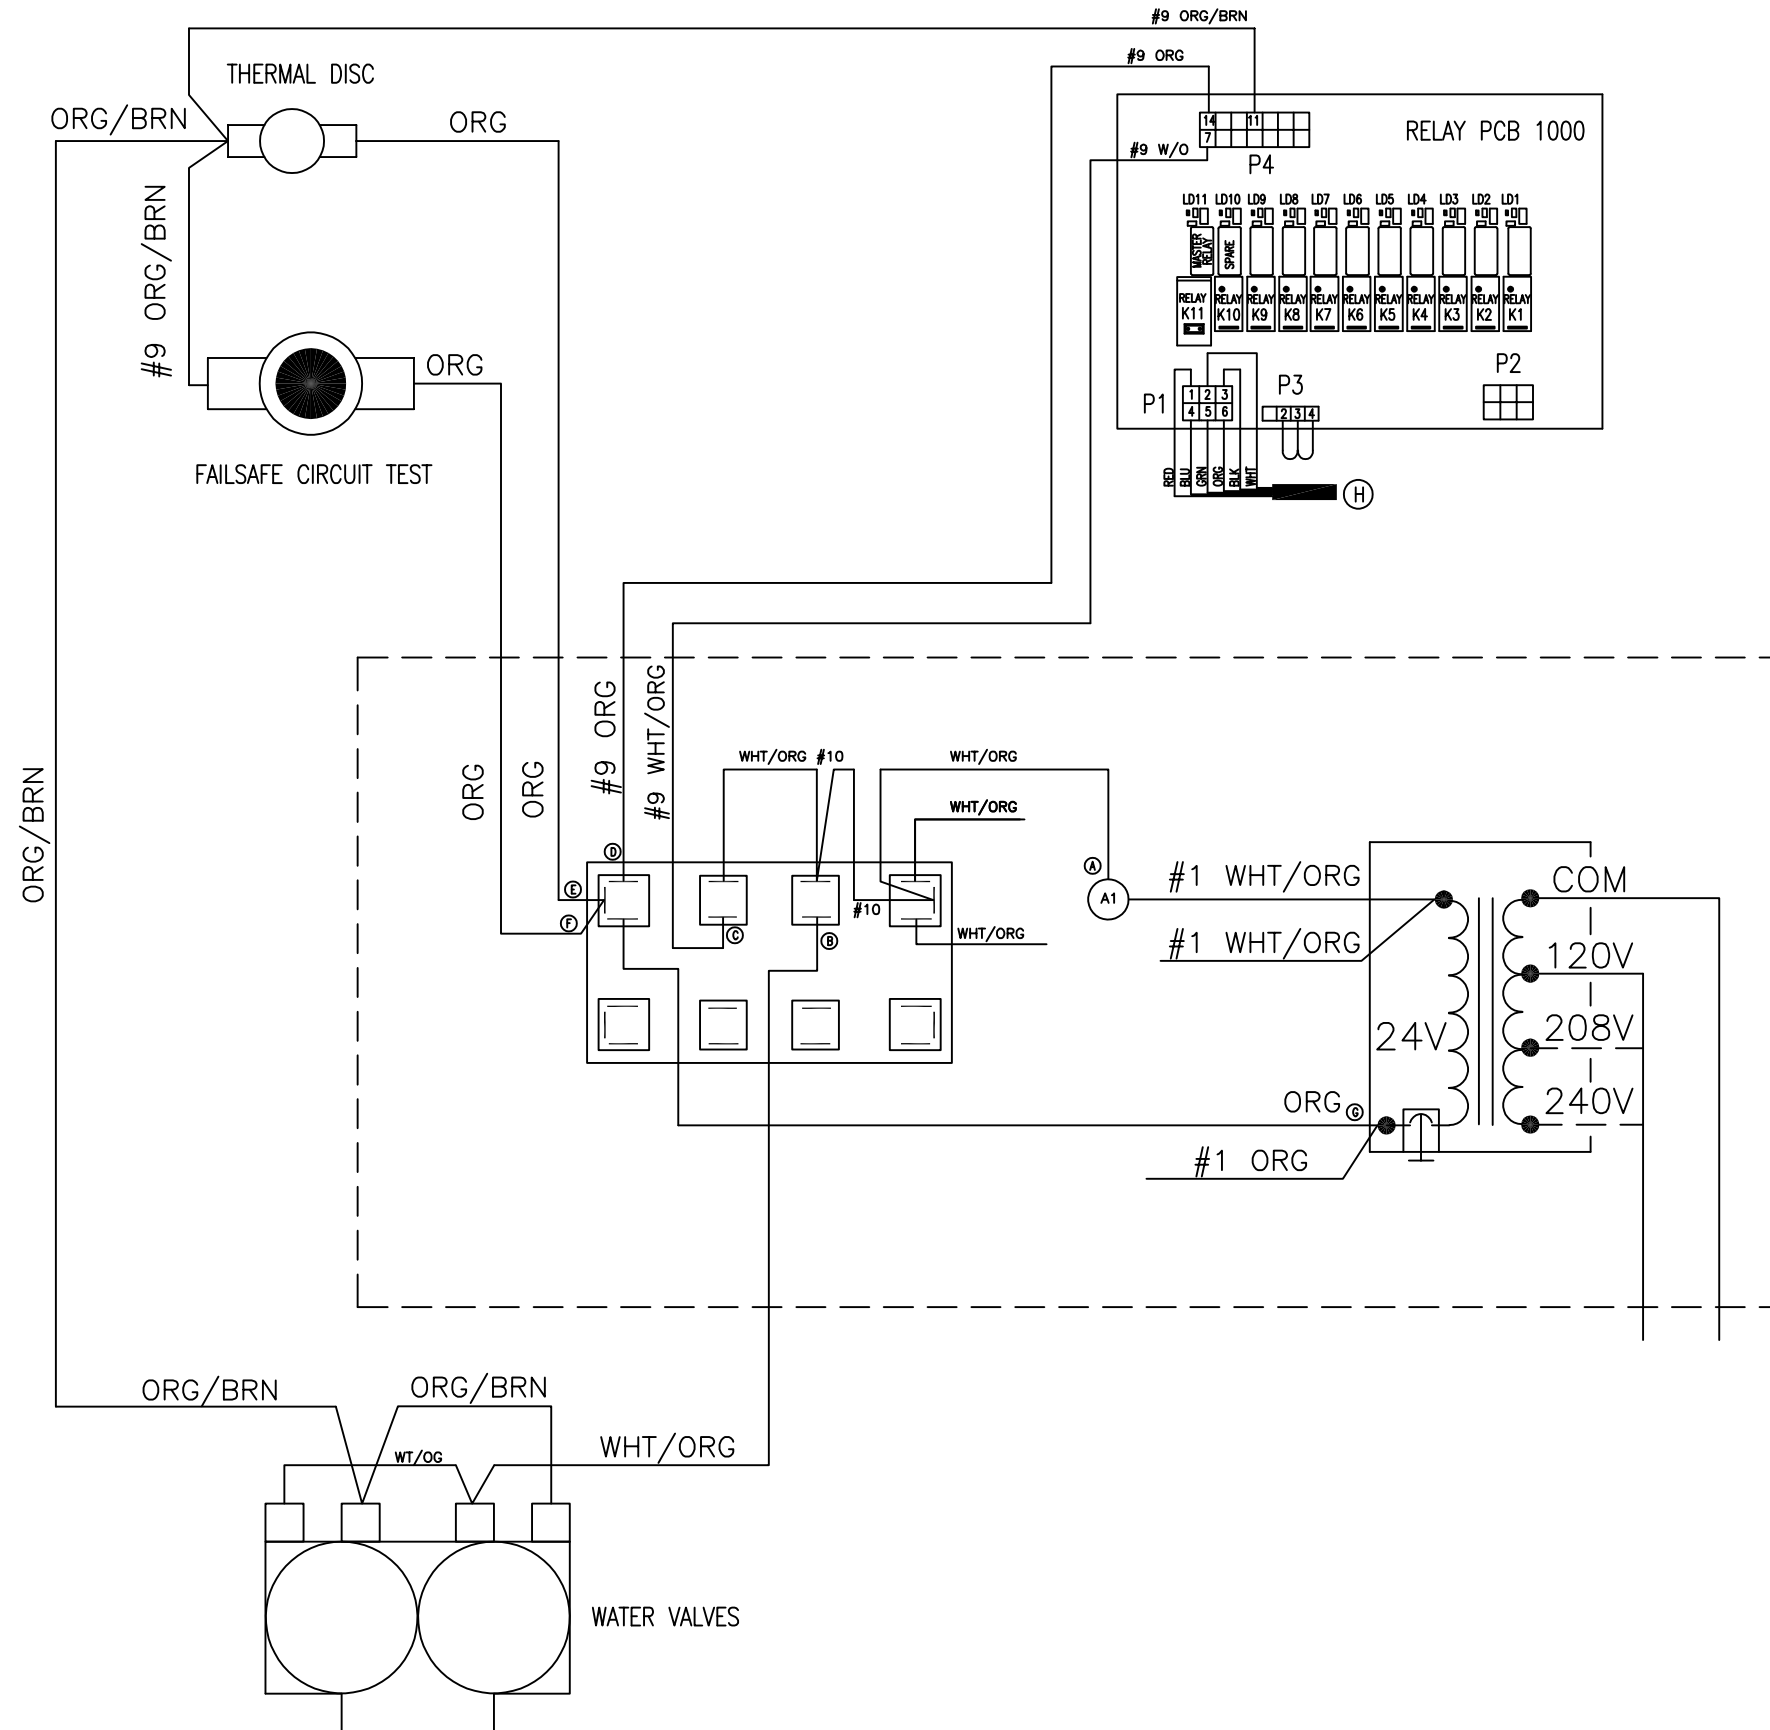 #9 ORG/BRN
#9 ORG
THERMAL DISC
ORG/BRN
ORG
14 11
7
RELAY PCB 1000
#9 W/O
P4
LD11 LD10 LD9 LD8 LD7 LD6 LD5 LD4 LD3 LD2 LD1
MASTER
RELAY
SPARE
#9 ORG/BRN
RELAY RELAY RELAY RELAY RELAY RELAY RELAY RELAY RELAY RELAY RELAY
K11 K10 K9 K8 K7 K6 K5 K4 K3 K2 K1
ORG
P2
P3
P1
1 2 3
4 5 6
2 3 4
FAILSAFE CIRCUIT TEST
RED
BLU
GRN
ORG
BLK
WHT
H
ORG
ORG
#9 ORG
#9 WHT/ORG
WHT/ORG #10
WHT/ORG
WHT/ORG
ORG/BRN
D
A
E
F
#10
A1
#1 WHT/ORG
COM
C
B
WHT/ORG
#1 WHT/ORG
120V
24V
208V
ORG
G
240V
#1 ORG
ORG/BRN
ORG/BRN
WT/OG
WHT/ORG
WATER VALVES